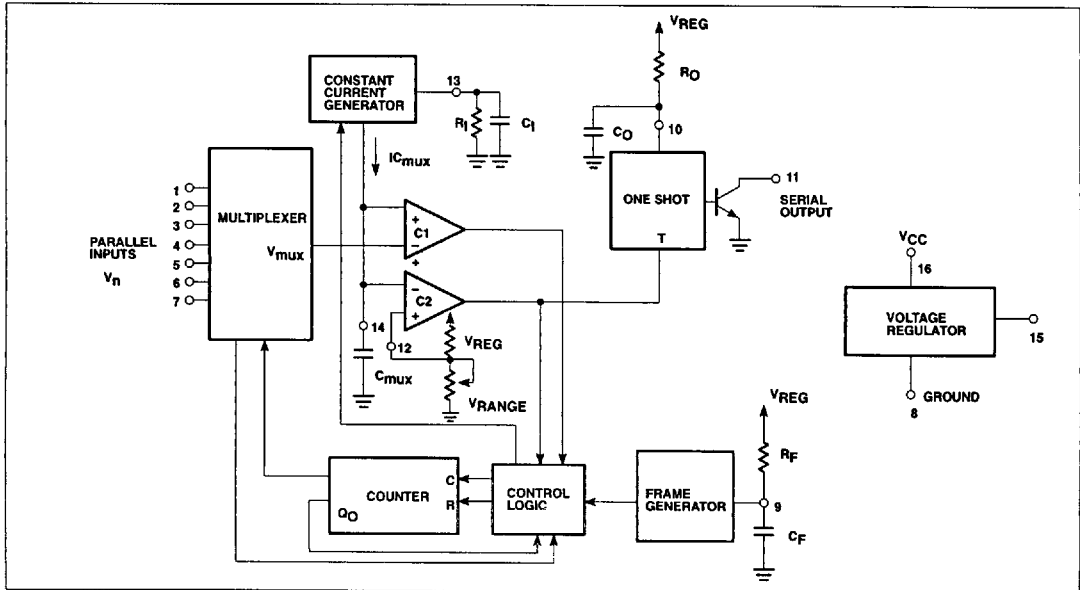 VREG
RO
CONSTANT
CURRENT
GENERATOR
13
RI
CI
CO
10
ICmux
ONE SHOT
T
11
SERIAL
OUTPUT
1
2
3
4
5
6
7
PARALLEL
INPUTS
Vn
MULTIPLEXER
Vmux
+
C1
−
+
−
C2
+
14
12
Cmux
VREG
VRANGE
VCC
16
VOLTAGE
REGULATOR
15
8
GROUND
COUNTER
QO
C
R
CONTROL
LOGIC
FRAME
GENERATOR
VREG
RF
9
CF